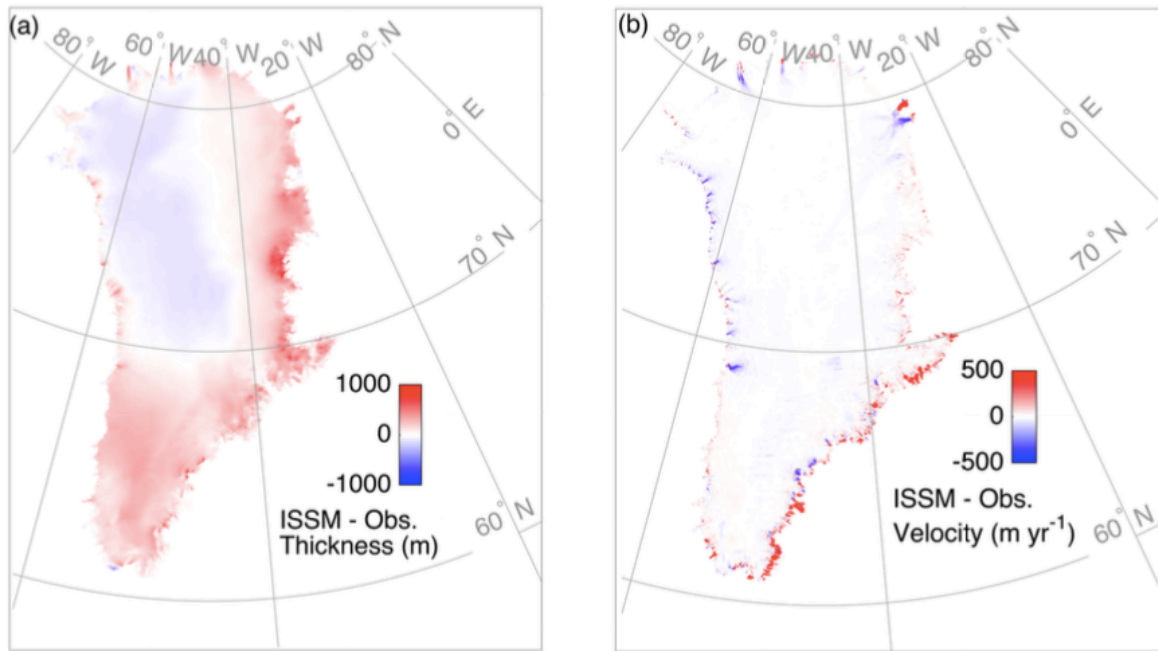 (a)
80° W
60° W
40° W
20° W
80° N
0° E
70° N
60° N
1000
0
-1000
ISSM - Obs.
Thickness (m)
(b)
80° W
60° W
40° W
20° W
80° N
0° E
70° N
60° N
500
0
-500
ISSM - Obs.
Velocity (m yr⁻¹)